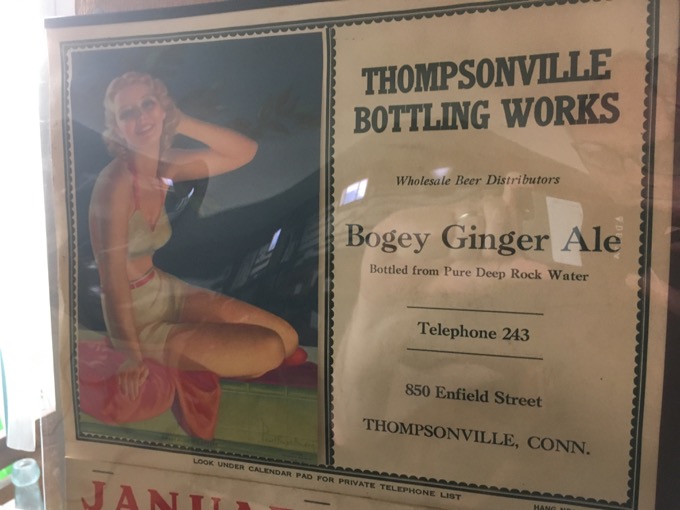 THOMPSONVILLE
BOTTLING WORKS
Wholesale Beer Distributors
Bogey Ginger Ale
Bottled from Pure Deep Rock Water
Telephone 243
850 Enfield Street
THOMPSONVILLE, CONN.
LOOK UNDER CALENDAR PAD FOR PRIVATE TELEPHONE LIST